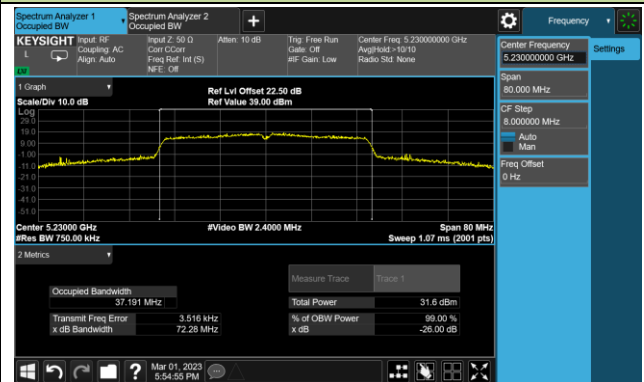 Spectrum Analyzer 1
Occupied BW
Spectrum Analyzer 2
Occupied BW
+
Frequency
KEYSIGHT
L
Input: RF
Coupling: AC
Align: Auto
Input Z: 50 Ω
Corr CCorr
Freq Ref: Int (S)
NFE: Off
Atten: 10 dB
Trig: Free Run
Gate: Off
#IF Gain: Low
Center Freq: 5.230000000 GHz
Avg|Hold:>10/10
Radio Std: None
Center Frequency
5.230000000 GHz
Settings
Span
80.000 MHz
CF Step
8.000000 MHz
Auto
Man
Freq Offset
0 Hz
1 Graph
Scale/Div 10.0 dB
Ref Lvl Offset 22.50 dB
Ref Value 39.00 dBm
Log
29.0
19.0
9.00
-1.00
-11.0
-21.0
-31.0
-41.0
-51.0
Center 5.23000 GHz
#Res BW 750.00 kHz
#Video BW 2.4000 MHz
Span 80 MHz
Sweep 1.07 ms (2001 pts)
2 Metrics
Measure Trace
Trace 1
Occupied Bandwidth
37.191 MHz
Total Power
31.6 dBm
Transmit Freq Error
3.516 kHz
% of OBW Power
99.00 %
x dB Bandwidth
72.28 MHz
x dB
-26.00 dB
?
Mar 01, 2023
5:54:55 PM